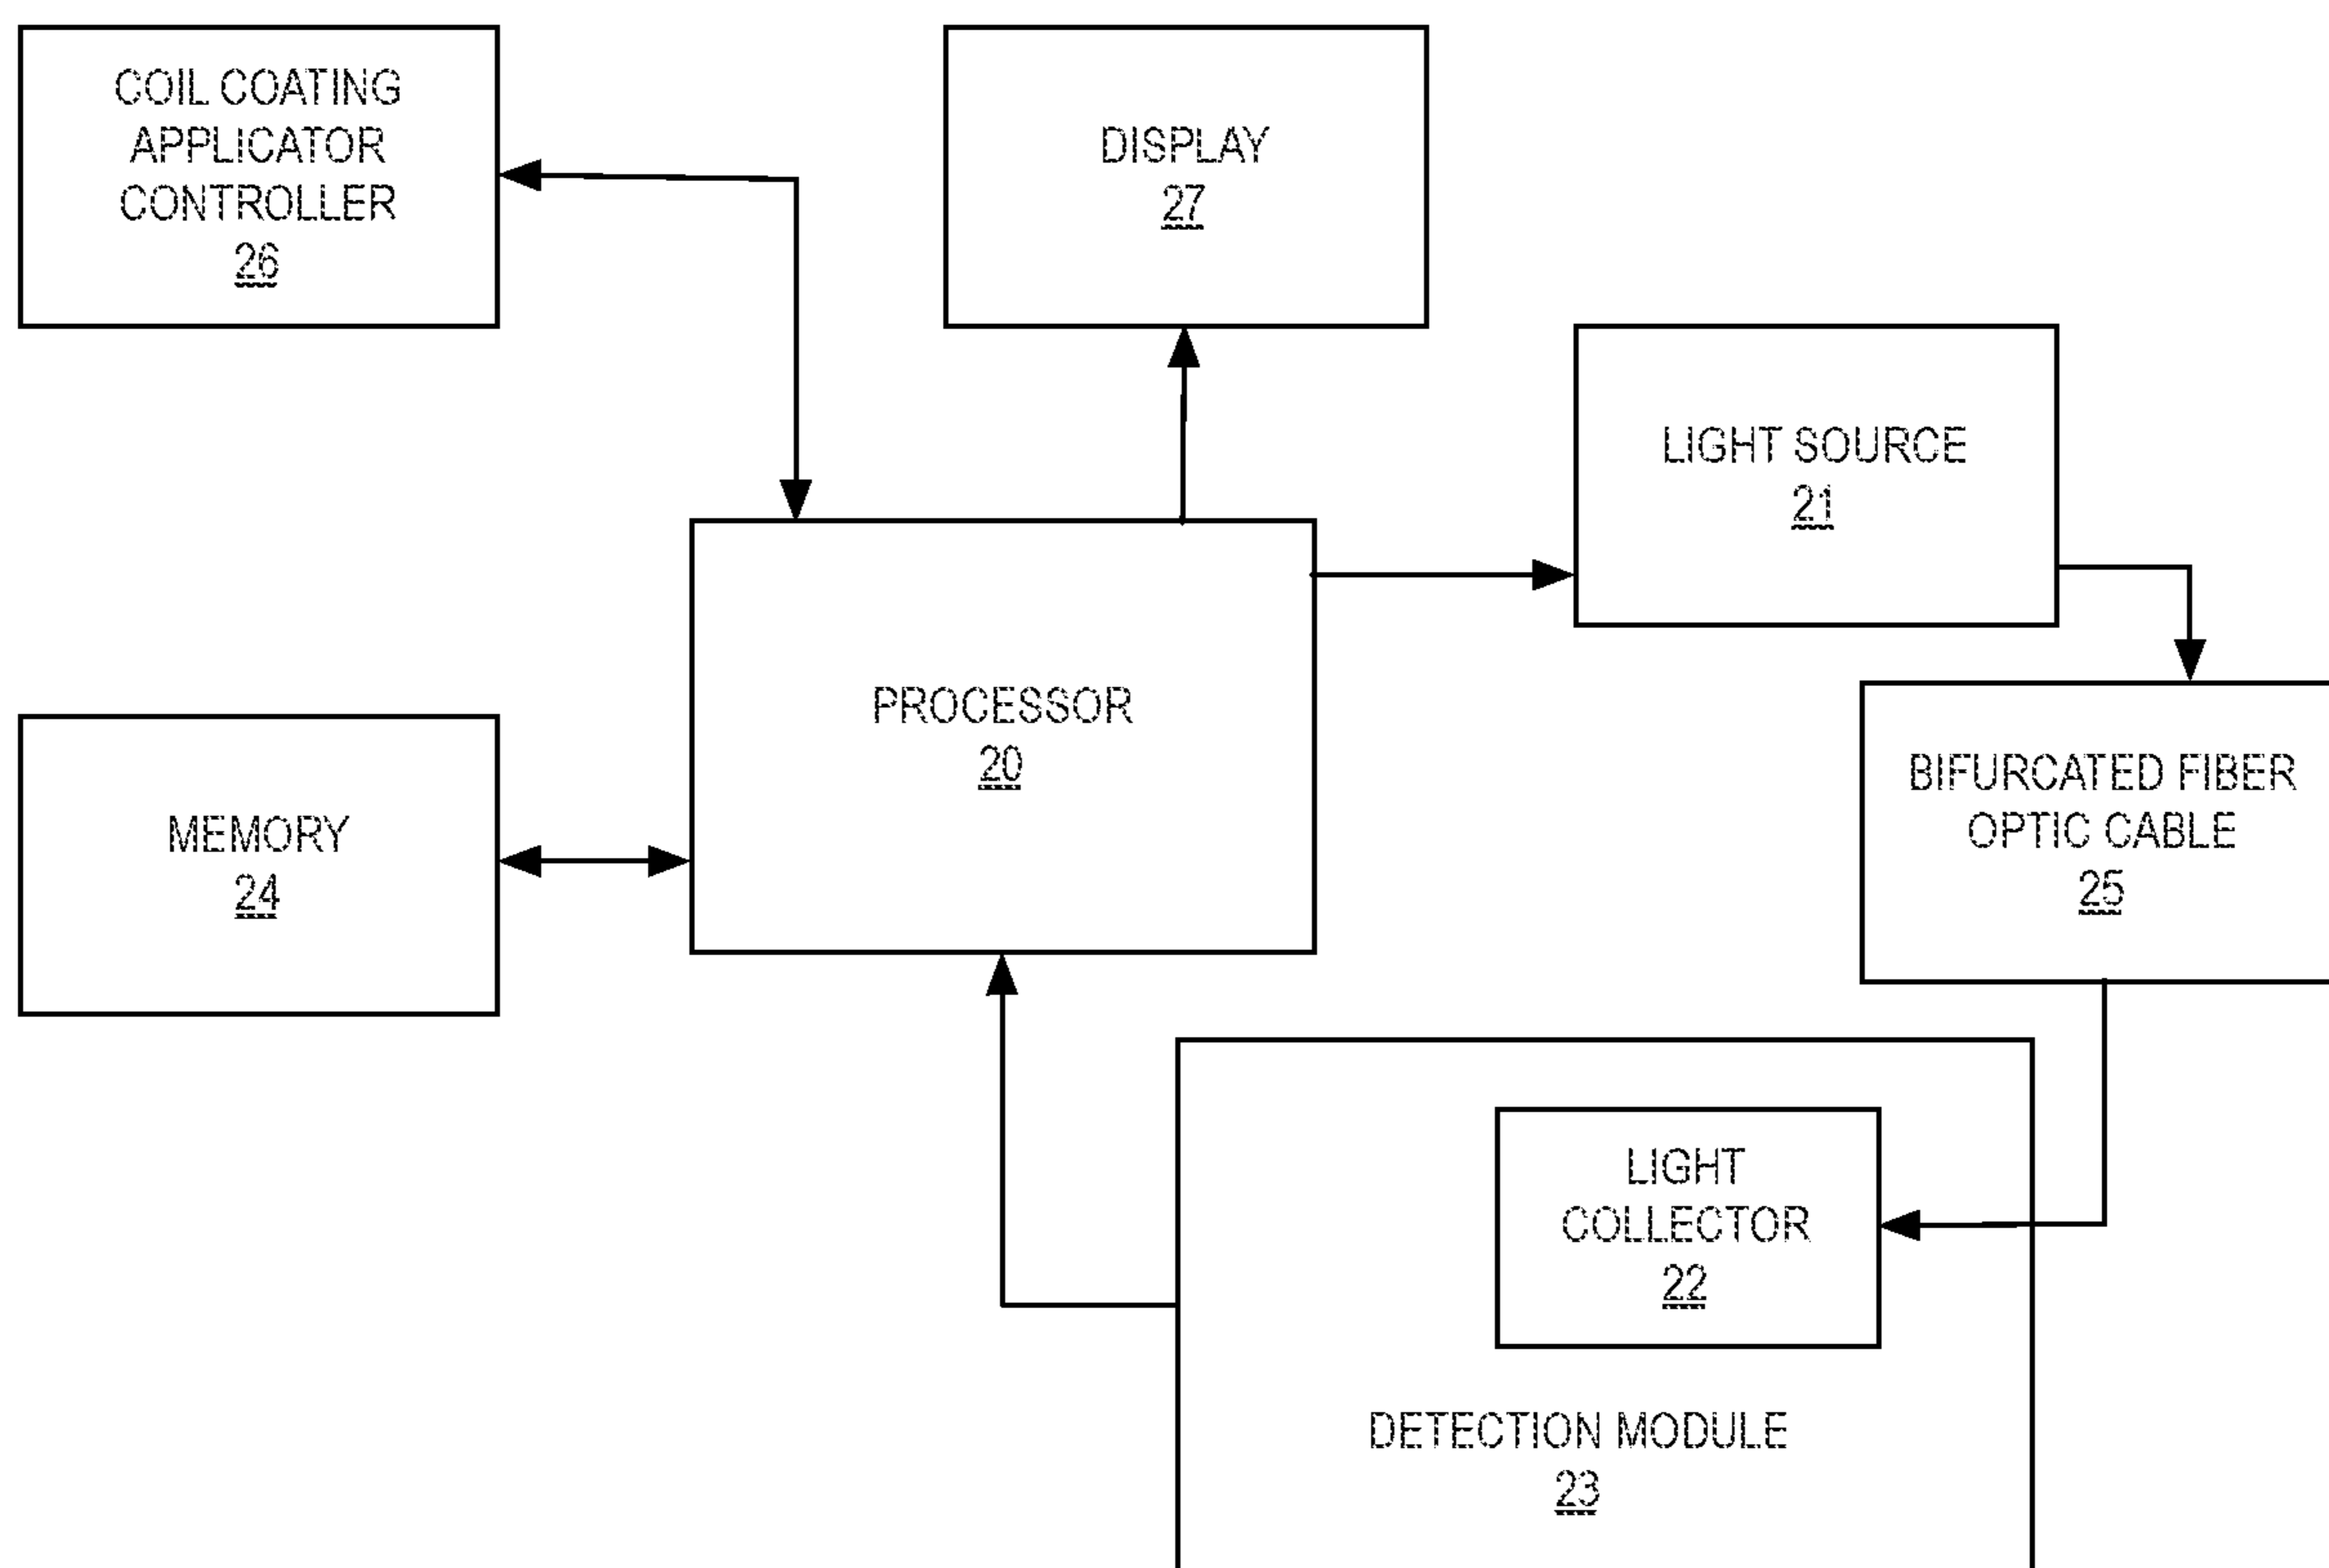 COIL COATING
APPLICATOR
CONTROLLER
26
DISPLAY
27
LIGHT SOURCE
21
PROCESSOR
20
MEMORY
24
BIFURCATED FIBER
OPTIC CABLE
25
LIGHT
COLLECTOR
22
DETECTION MODULE
23